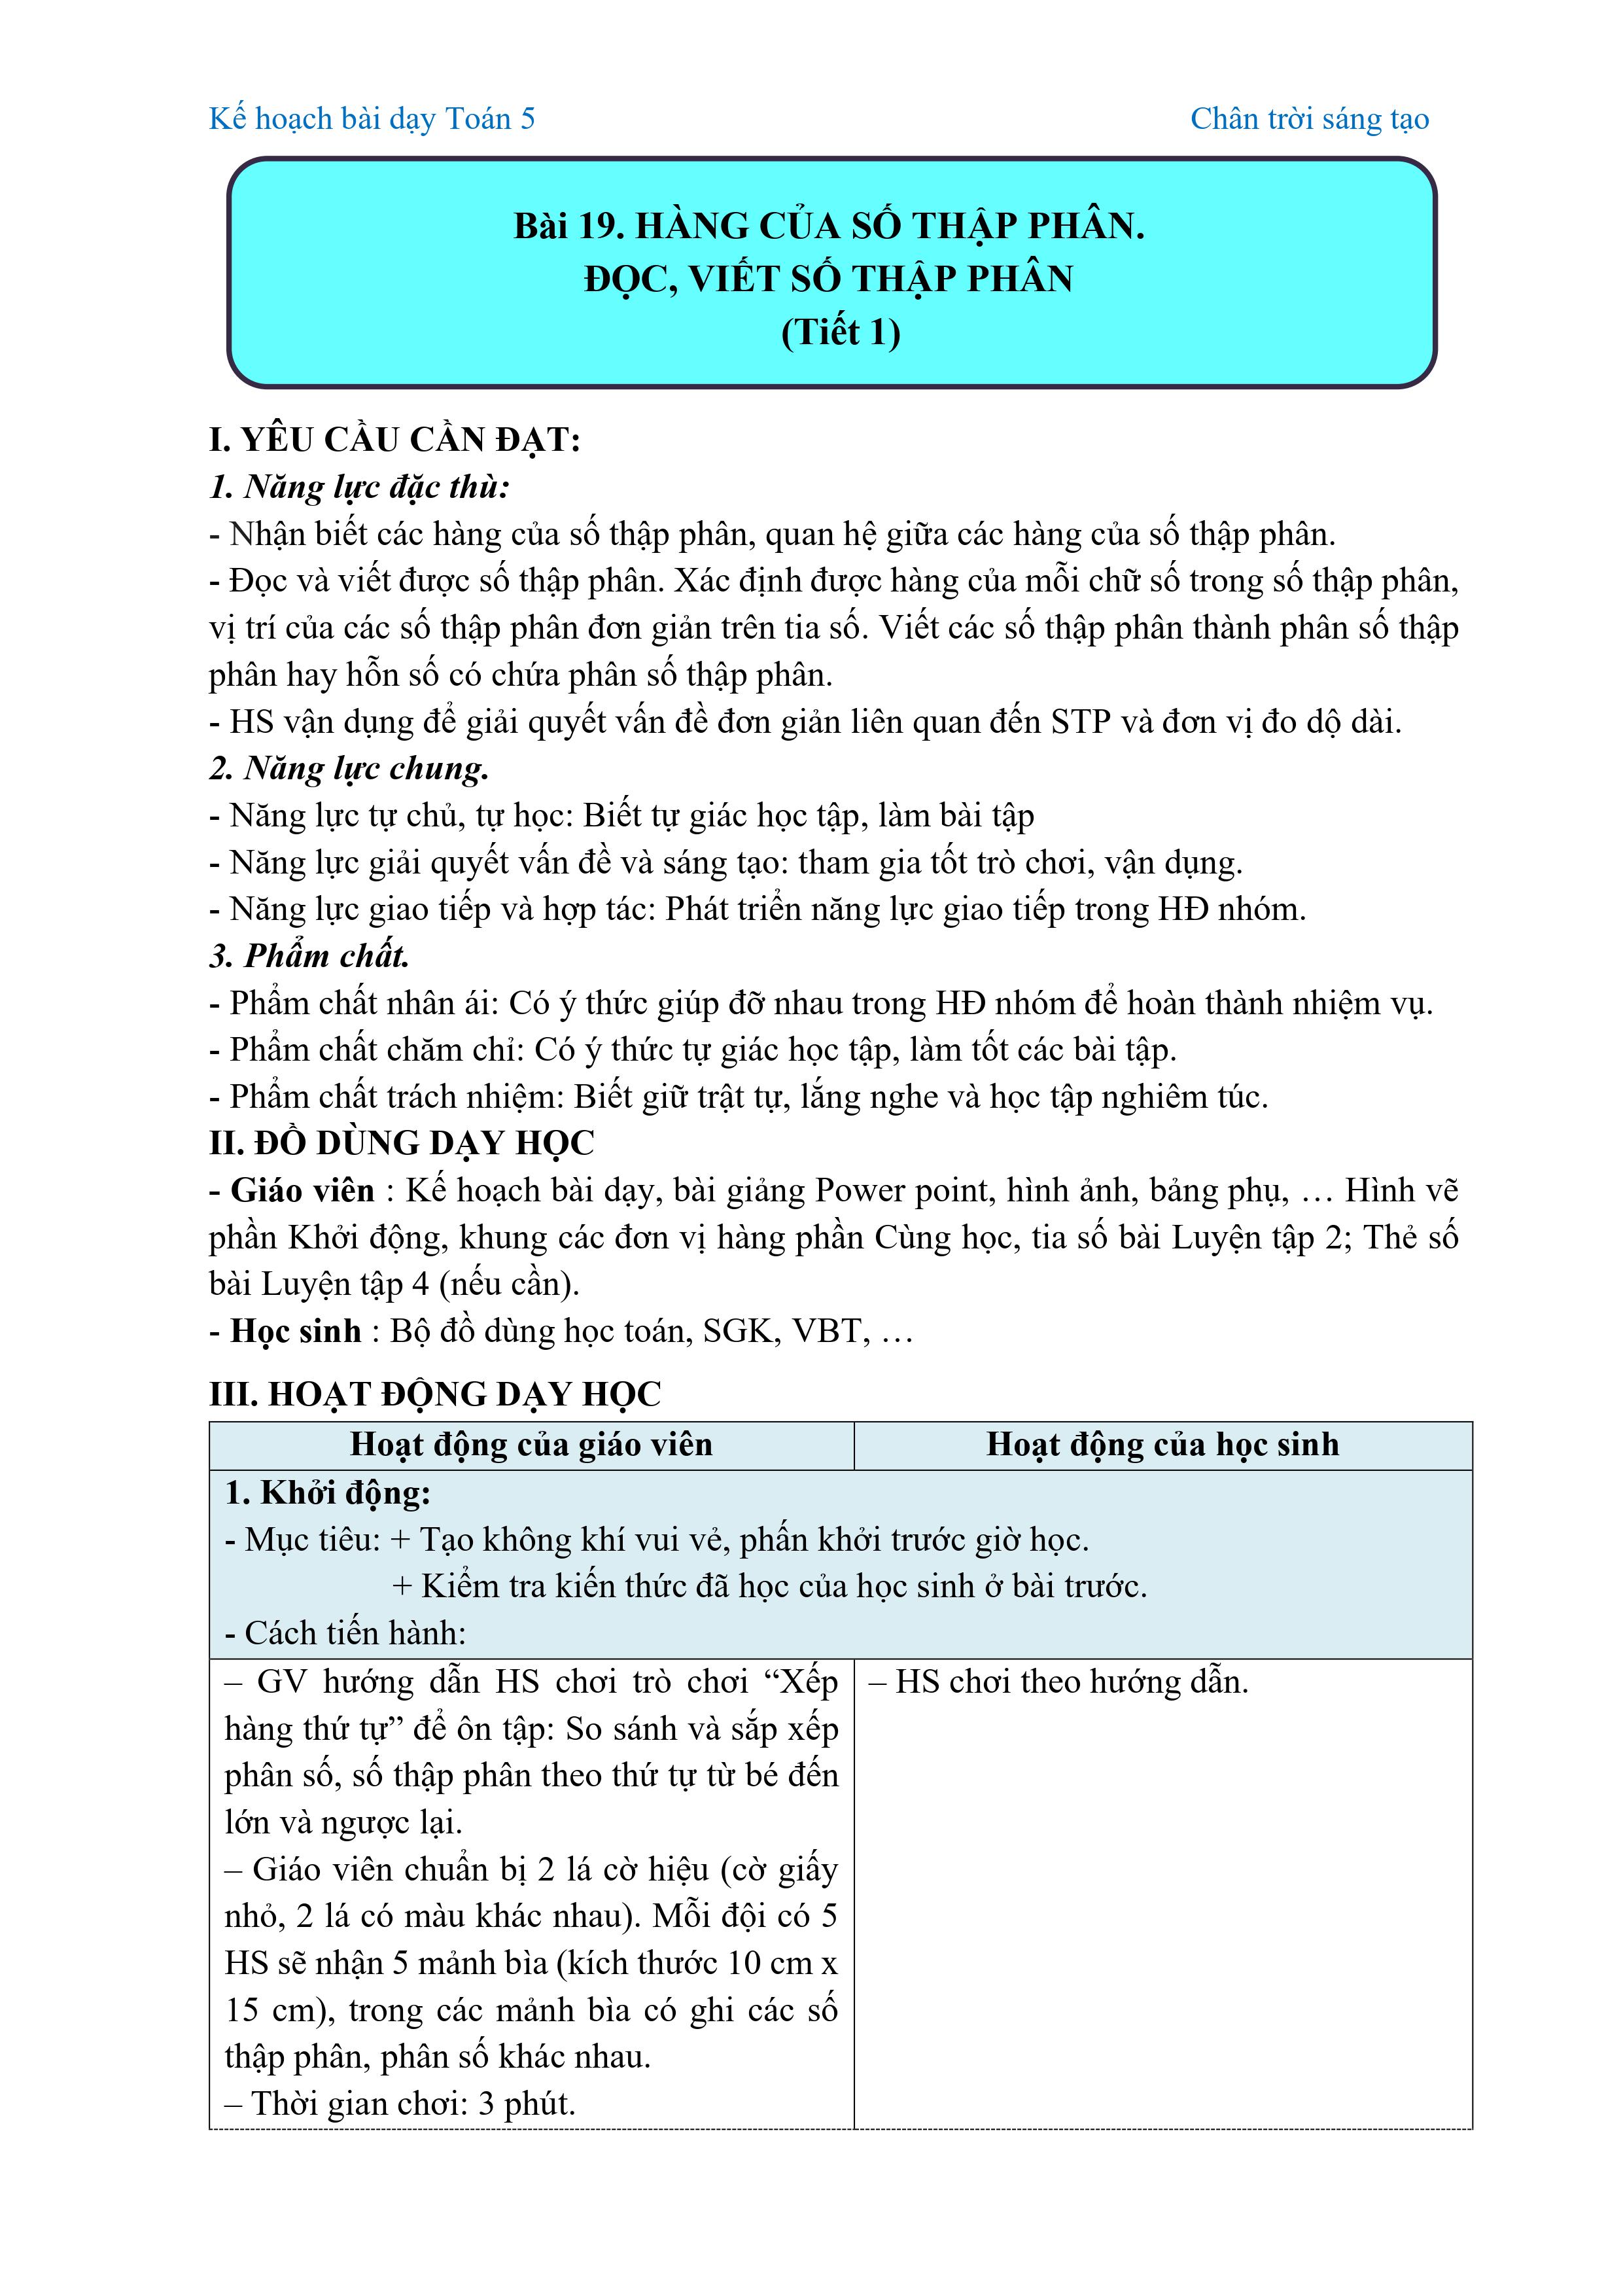 Kế hoạch bài dạy Toán 5 Chân trời sáng tạo
Bài 19. HÀNG CỦA SỐ THẬP PHÂN.
ĐỌC, VIẾT SỐ THẬP PHÂN
(Tiết 1)
I. YÊU CẦU CẦN ĐẠT:
1. Năng lực đặc thù:
- Nhận biết các hàng của số thập phân, quan hệ giữa các hàng của số thập phân.
- Đọc và viết được số thập phân. Xác định được hàng của mỗi chữ số trong số thập phân,
vị trí của các số thập phân đơn giản trên tia số. Viết các số thập phân thành phân số thập
phân hay hỗn số có chứa phân số thập phân.
- HS vận dụng để giải quyết vấn đề đơn giản liên quan đến STP và đơn vị đo dộ dài.
2. Năng lực chung.
- Năng lực tự chủ, tự học: Biết tự giác học tập, làm bài tập
- Năng lực giải quyết vấn đề và sáng tạo: tham gia tốt trò chơi, vận dụng.
- Năng lực giao tiếp và hợp tác: Phát triển năng lực giao tiếp trong HĐ nhóm.
3. Phẩm chất.
- Phẩm chất nhân ái: Có ý thức giúp đỡ nhau trong HĐ nhóm để hoàn thành nhiệm vụ.
- Phẩm chất chăm chỉ: Có ý thức tự giác học tập, làm tốt các bài tập.
- Phẩm chất trách nhiệm: Biết giữ trật tự, lắng nghe và học tập nghiêm túc.
II. ĐỒ DÙNG DẠY HỌC
- Giáo viên : Kế hoạch bài dạy, bài giảng Power point, hình ảnh, bảng phụ, … Hình vẽ
phần Khởi động, khung các đơn vị hàng phần Cùng học, tia số bài Luyện tập 2; Thẻ số
bài Luyện tập 4 (nếu cần).
- Học sinh : Bộ đồ dùng học toán, SGK, VBT, …
III. HOẠT ĐỘNG DẠY HỌC
Hoạt động của giáo viên Hoạt động của học sinh
1. Khởi động:
- Mục tiêu: + Tạo không khí vui vẻ, phấn khởi trước giờ học.
+ Kiểm tra kiến thức đã học của học sinh ở bài trước.
- Cách tiến hành:
– GV hướng dẫn HS chơi trò chơi “Xếp
hàng thứ tự” để ôn tập: So sánh và sắp xếp
phân số, số thập phân theo thứ tự từ bé đến
lớn và ngược lại.
– Giáo viên chuẩn bị 2 lá cờ hiệu (cờ giấy
nhỏ, 2 lá có màu khác nhau). Mỗi đội có 5
HS sẽ nhận 5 mảnh bìa (kích thước 10 cm x
15 cm), trong các mảnh bìa có ghi các số
thập phân, phân số khác nhau.
– Thời gian chơi: 3 phút.
– HS chơi theo hướng dẫn.